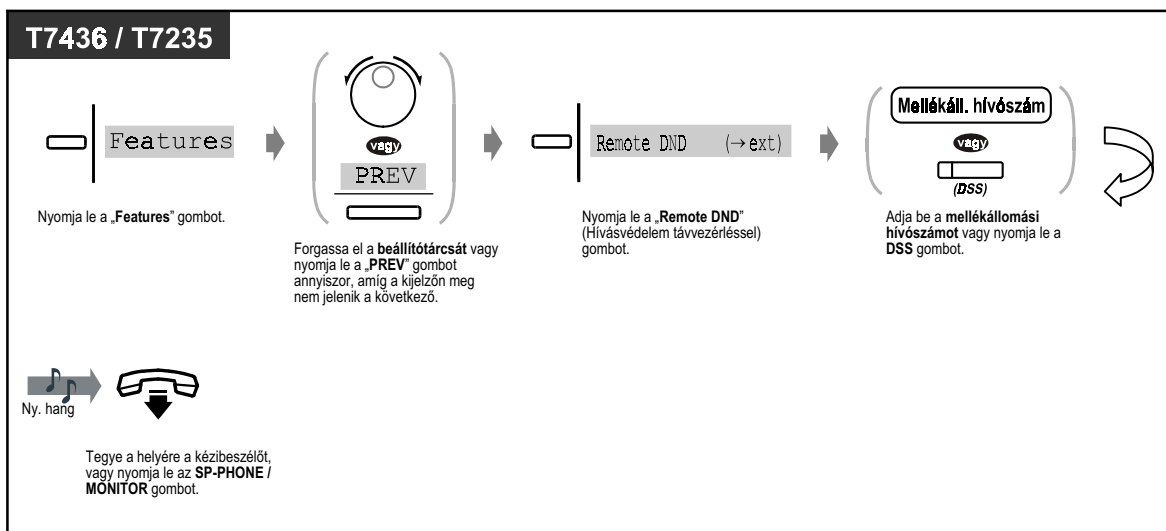 T7436 / T7235
Features
Nyomja le a „Features” gombot.
vagy
PREV
Forgassa el a beállítótárcsát vagy
nyomja le a „PREV” gombot
annyiszor, amíg a kijelzőn meg
nem jelenik a következő.
Remote DND (→ext)
Nyomja le a „Remote DND”
(Hívásvédelem távvezérléssel)
gombot.
Mellékáll. hívószám
vagy
(DSS)
Adja be a mellékállomási
hívószámot vagy nyomja le a
DSS gombot.
Ny. hang
Tegye a helyére a kézibeszélőt,
vagy nyomja le az SP-PHONE /
MONITOR gombot.